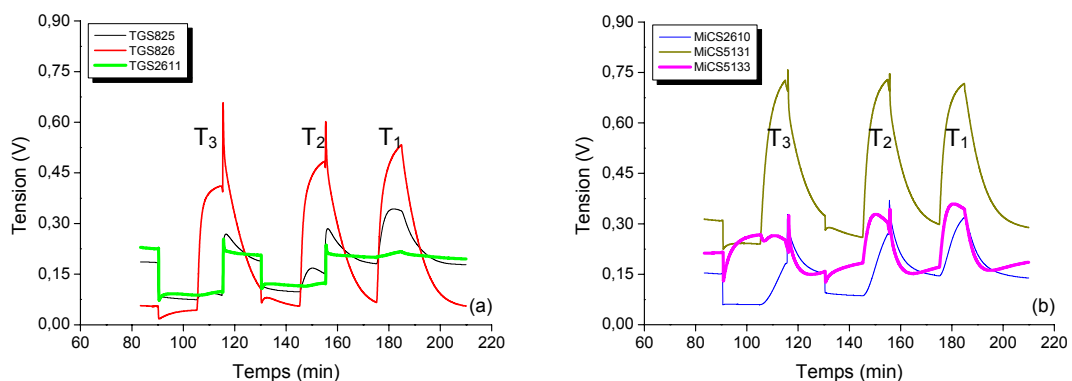 0,90
0,75
0,60
0,45
0,30
0,15
0,00
Tension (V)
TGS825
TGS826
TGS2611
T3
T2
T1
(a)
60 80 100 120 140 160 180 200 220
Temps (min)
0,90
0,75
0,60
0,45
0,30
0,15
0,00
Tension (V)
MiCS2610
MiCS5131
MiCS5133
T3
T2
T1
(b)
60 80 100 120 140 160 180 200 220
Temps (min)